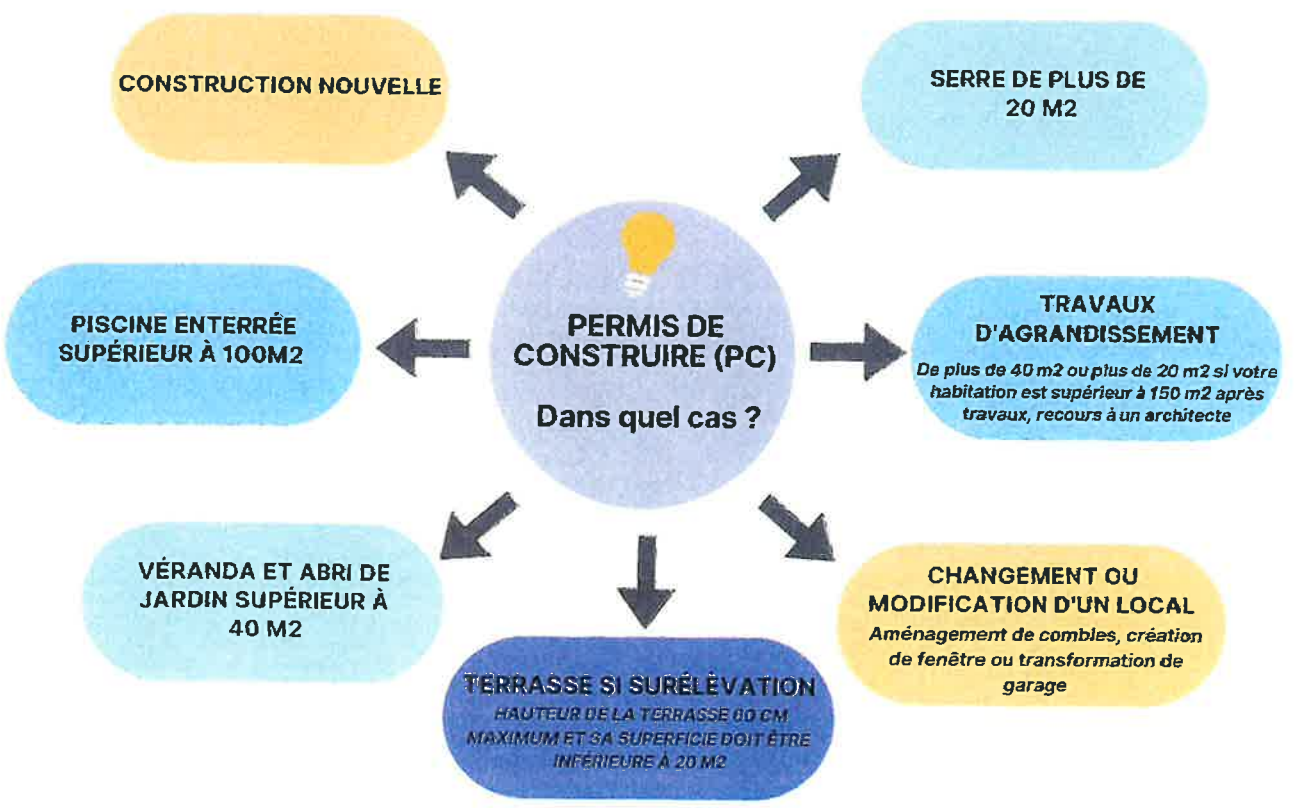 CONSTRUCTION NOUVELLE
SERRE DE PLUS DE
20 M2
PERMIS DE
CONSTRUIRE (PC)
Dans quel cas ?
PISCINE ENTERRÉE
SUPÉRIEUR À 100M2
TRAVAUX
D'AGRANDISSEMENT
De plus de 40 m2 ou plus de 20 m2 si votre
habitation est supérieur à 150 m2 après
travaux, recours à un architecte
VÉRANDA ET ABRI DE
JARDIN SUPÉRIEUR À
40 M2
TERRASSE SI SURÉLÉVATION
HAUTEUR DE LA TERRASSE 60 CM
MAXIMUM ET SA SUPERFICIE DOIT ÊTRE
INFÉRIEURE À 20 M2
CHANGEMENT OU
MODIFICATION D'UN LOCAL
Aménagement de combles, création
de fenêtre ou transformation de
garage